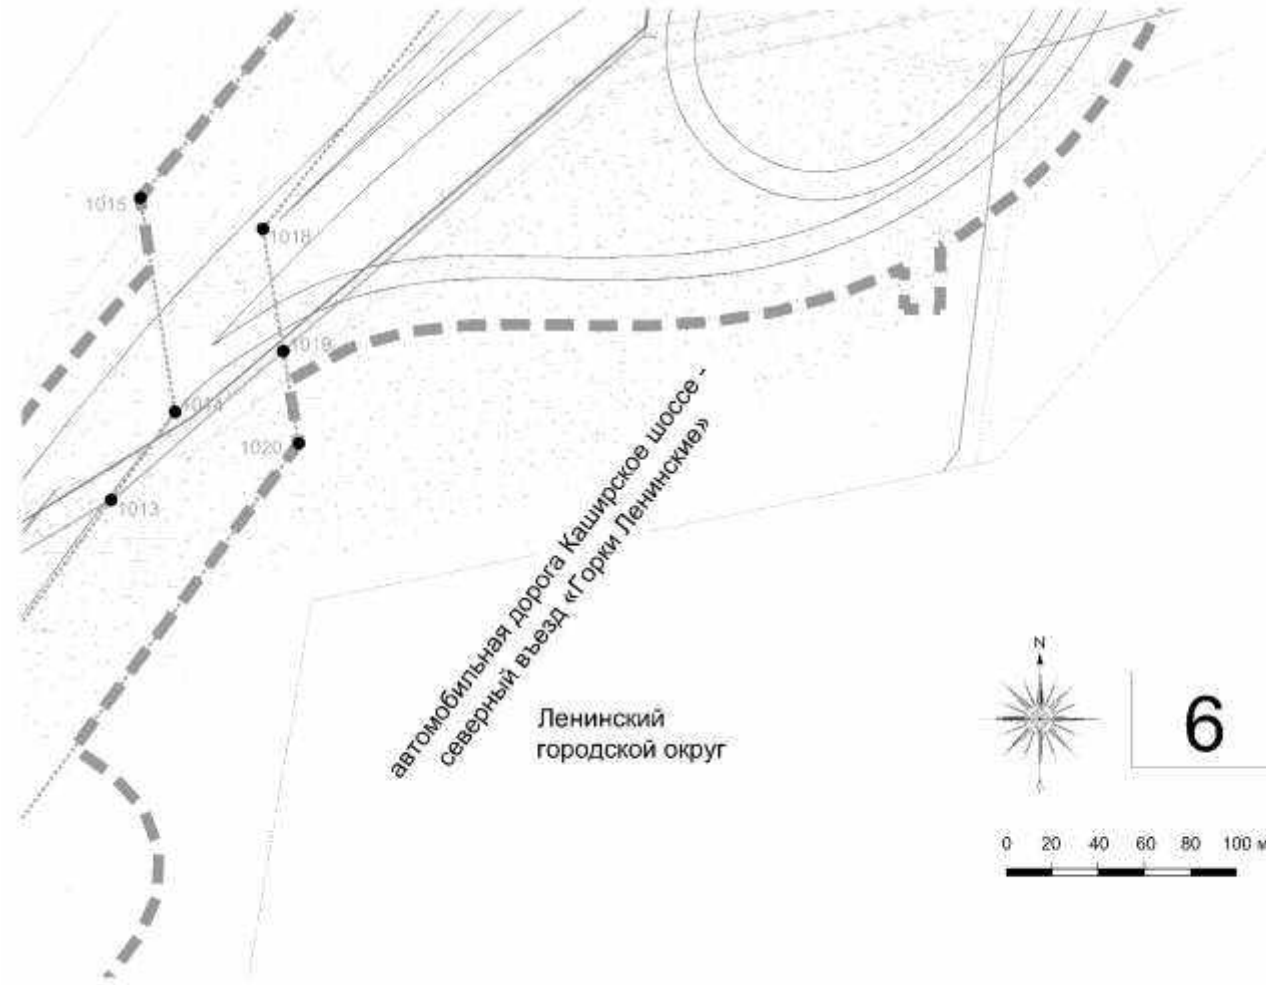 1015
1018
1019
1014
1020
1013
автомобильная дорога Каширское шоссе -
северный въезд «Горки Ленинские»
Ленинский
городской округ
N
6
0 20 40 60 80 100 м